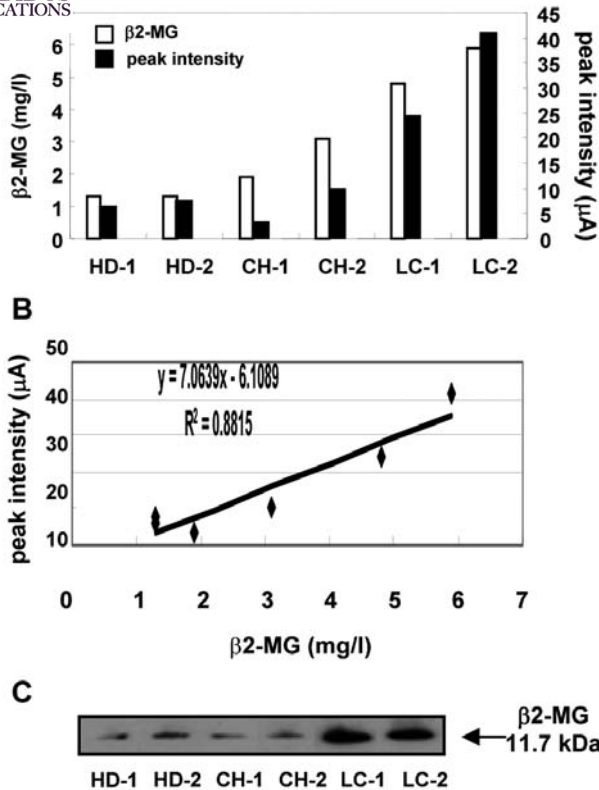 CATIONS
β2-MG
peak intensity
β2-MG (mg/l)
6
5
4
3
2
1
0
peak intensity (μA)
45
40
35
30
25
20
15
10
5
0
HD-1 HD-2 CH-1 CH-2 LC-1 LC-2
B
peak intensity (μA)
50
40
30
20
10
y = 7.0639x - 6.1089
R² = 0.8815
0 1 2 3 4 5 6 7
β2-MG (mg/l)
C
β2-MG
11.7 kDa
HD-1 HD-2 CH-1 CH-2 LC-1 LC-2